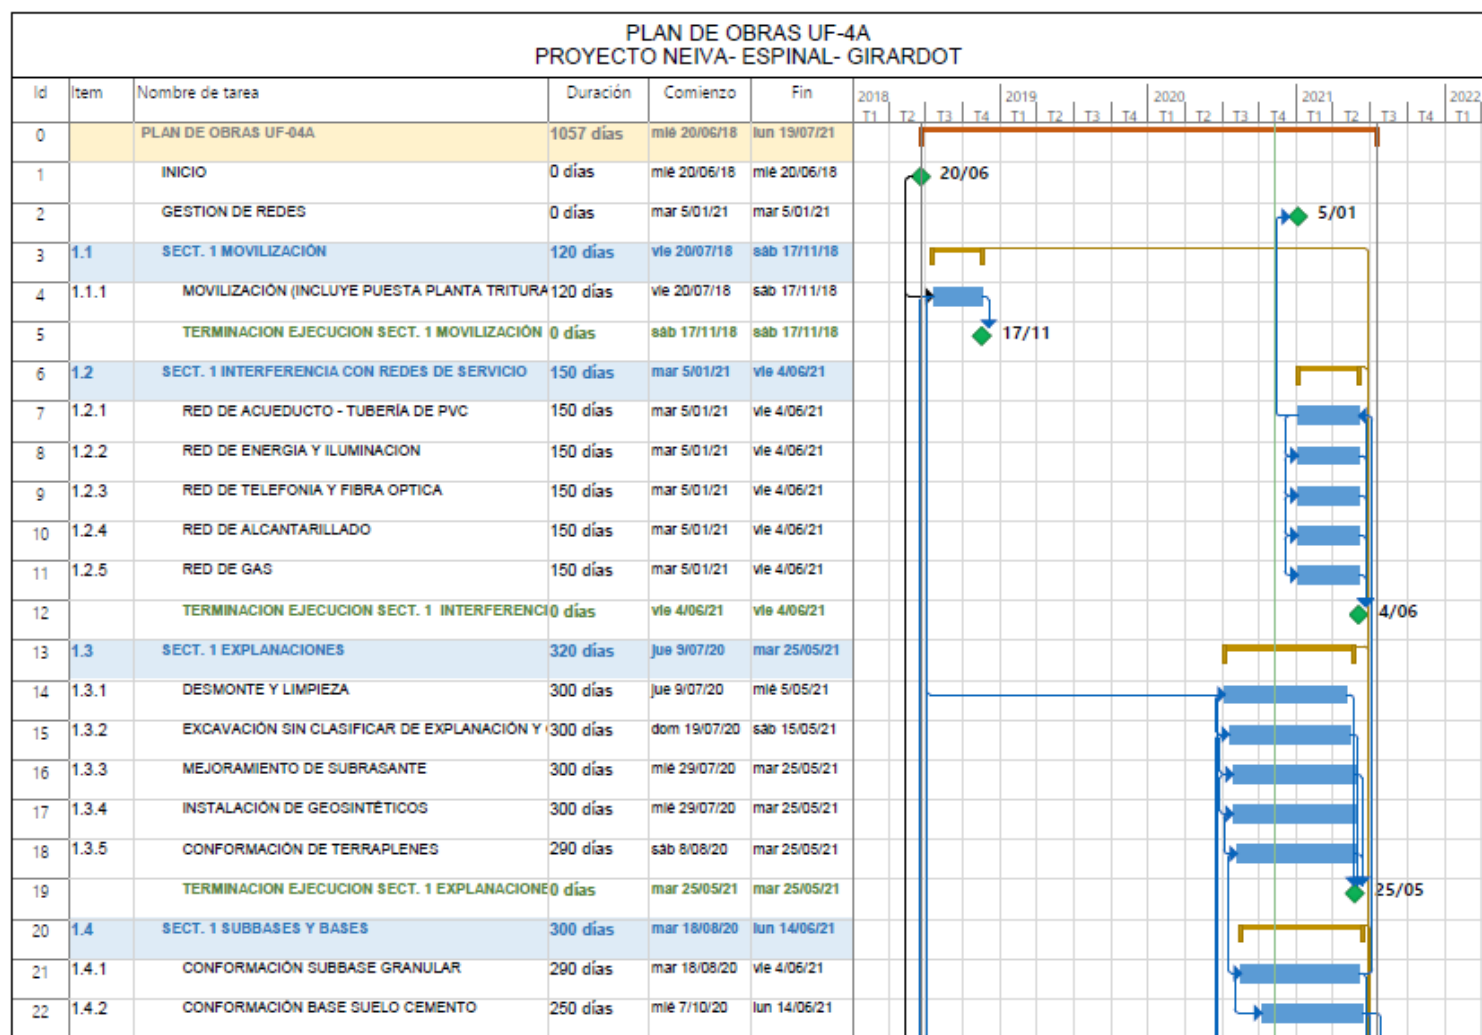 PLAN DE OBRAS UF-4A
PROYECTO NEIVA- ESPINAL- GIRARDOT
Id Item Nombre de tarea Duración Comienzo Fin 2018 2019 2020 2021 2022
T1 T2 T3 T4 T1 T2 T3 T4 T1 T2 T3 T4 T1 T2 T3 T4 T1
0 PLAN DE OBRAS UF-04A 1057 días mié 20/06/18 lun 19/07/21
1 INICIO 0 días mié 20/06/18 mié 20/06/18 20/06
2 GESTION DE REDES 0 días mar 5/01/21 mar 5/01/21 5/01
3 1.1 SECT. 1 MOVILIZACIÓN 120 días vie 20/07/18 sáb 17/11/18
4 1.1.1 MOVILIZACIÓN (INCLUYE PUESTA PLANTA TRITURA 120 días vie 20/07/18 sáb 17/11/18
5 TERMINACION EJECUCION SECT. 1 MOVILIZACIÓN 0 días sáb 17/11/18 sáb 17/11/18 17/11
6 1.2 SECT. 1 INTERFERENCIA CON REDES DE SERVICIO 150 días mar 5/01/21 vie 4/06/21
7 1.2.1 RED DE ACUEDUCTO - TUBERÍA DE PVC 150 días mar 5/01/21 vie 4/06/21
8 1.2.2 RED DE ENERGIA Y ILUMINACION 150 días mar 5/01/21 vie 4/06/21
9 1.2.3 RED DE TELEFONIA Y FIBRA OPTICA 150 días mar 5/01/21 vie 4/06/21
10 1.2.4 RED DE ALCANTARILLADO 150 días mar 5/01/21 vie 4/06/21
11 1.2.5 RED DE GAS 150 días mar 5/01/21 vie 4/06/21
12 TERMINACION EJECUCION SECT. 1 INTERFERENCI 0 días vie 4/06/21 vie 4/06/21 4/06
13 1.3 SECT. 1 EXPLANACIONES 320 días jue 9/07/20 mar 25/05/21
14 1.3.1 DESMONTE Y LIMPIEZA 300 días jue 9/07/20 mié 5/05/21
15 1.3.2 EXCAVACIÓN SIN CLASIFICAR DE EXPLANACIÓN Y 300 días dom 19/07/20 sáb 15/05/21
16 1.3.3 MEJORAMIENTO DE SUBRASANTE 300 días mié 29/07/20 mar 25/05/21
17 1.3.4 INSTALACIÓN DE GEOSINTÉTICOS 300 días mié 29/07/20 mar 25/05/21
18 1.3.5 CONFORMACIÓN DE TERRAPLENES 290 días sáb 8/08/20 mar 25/05/21
19 TERMINACION EJECUCION SECT. 1 EXPLANACIONE 0 días mar 25/05/21 mar 25/05/21 25/05
20 1.4 SECT. 1 SUBBASES Y BASES 300 días mar 18/08/20 lun 14/06/21
21 1.4.1 CONFORMACIÓN SUBBASE GRANULAR 290 días mar 18/08/20 vie 4/06/21
22 1.4.2 CONFORMACIÓN BASE SUELO CEMENTO 250 días mié 7/10/20 lun 14/06/21